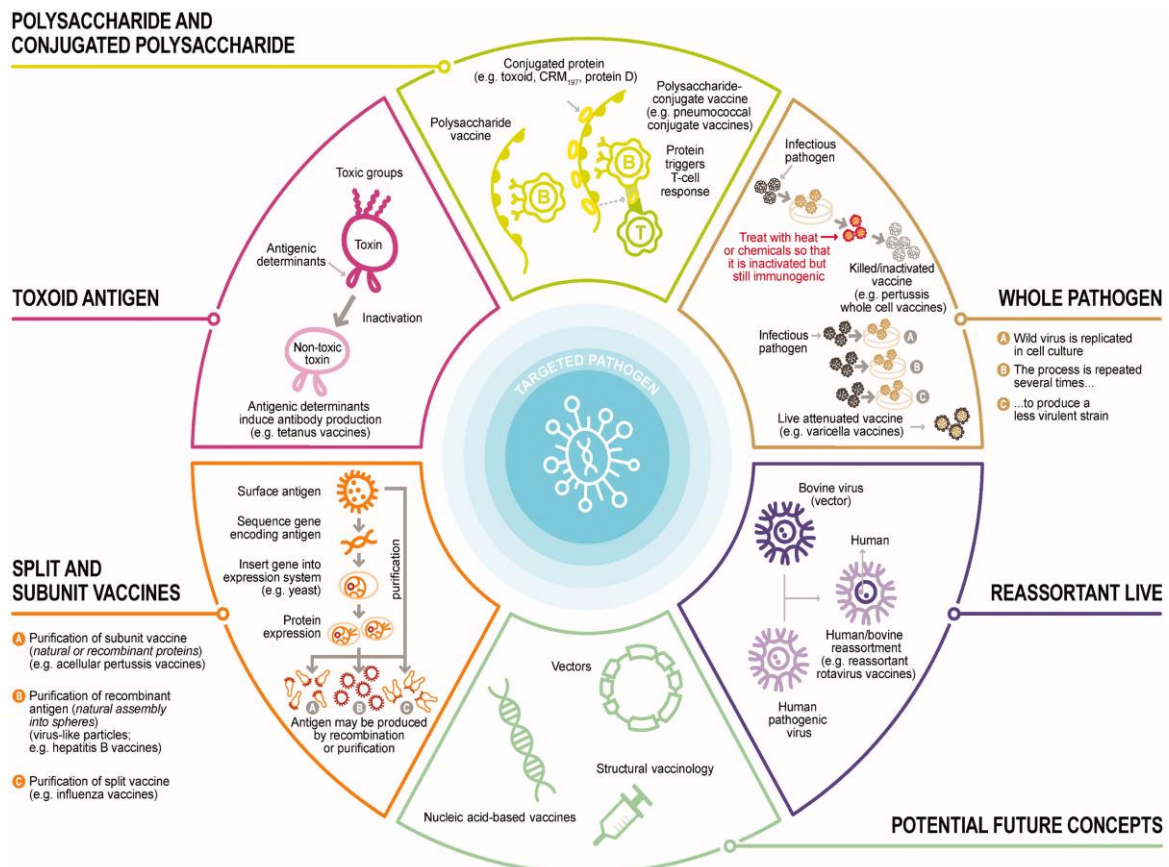 POLYSACCHARIDE AND
CONJUGATED POLYSACCHARIDE
Conjugated protein
(e.g. toxoid, CRM197, protein D)
Polysaccharide
vaccine
Polysaccharide-
conjugate vaccine
(e.g. pneumococcal
conjugate vaccines)
Protein
triggers
T-cell
response
B
B
T
TOXOID ANTIGEN
Toxic groups
Toxin
Antigenic
determinants
Inactivation
Non-toxic
toxin
Antigenic determinants
induce antibody production
(e.g. tetanus vaccines)
WHOLE PATHOGEN
A Wild virus is replicated
in cell culture
B The process is repeated
several times...
C ...to produce a
less virulent strain
Infectious
pathogen
Treat with heat
or chemicals so that
it is inactivated but
still immunogenic
Killed/inactivated
vaccine
(e.g. pertussis
whole cell vaccines)
Infectious
pathogen
A
B
C
Live attenuated vaccine
(e.g. varicella vaccines)
TARGETED PATHOGEN
SPLIT AND
SUBUNIT VACCINES
A Purification of subunit vaccine
(natural or recombinant proteins)
(e.g. acellular pertussis vaccines)
B Purification of recombinant
antigen (natural assembly
into spheres)
(virus-like particles;
e.g. hepatitis B vaccines)
C Purification of split vaccine
(e.g. influenza vaccines)
Surface antigen
Sequence gene
encoding antigen
Insert gene into
expression system
(e.g. yeast)
Protein
expression
purification
A
B
C
Antigen may be produced
by recombination
or purification
REASSORTANT LIVE
Bovine virus
(vector)
Human
Human/bovine
reassortment
(e.g. reassortant
rotavirus vaccines)
Human
pathogenic
virus
POTENTIAL FUTURE CONCEPTS
Vectors
Structural vaccinology
Nucleic acid-based vaccines